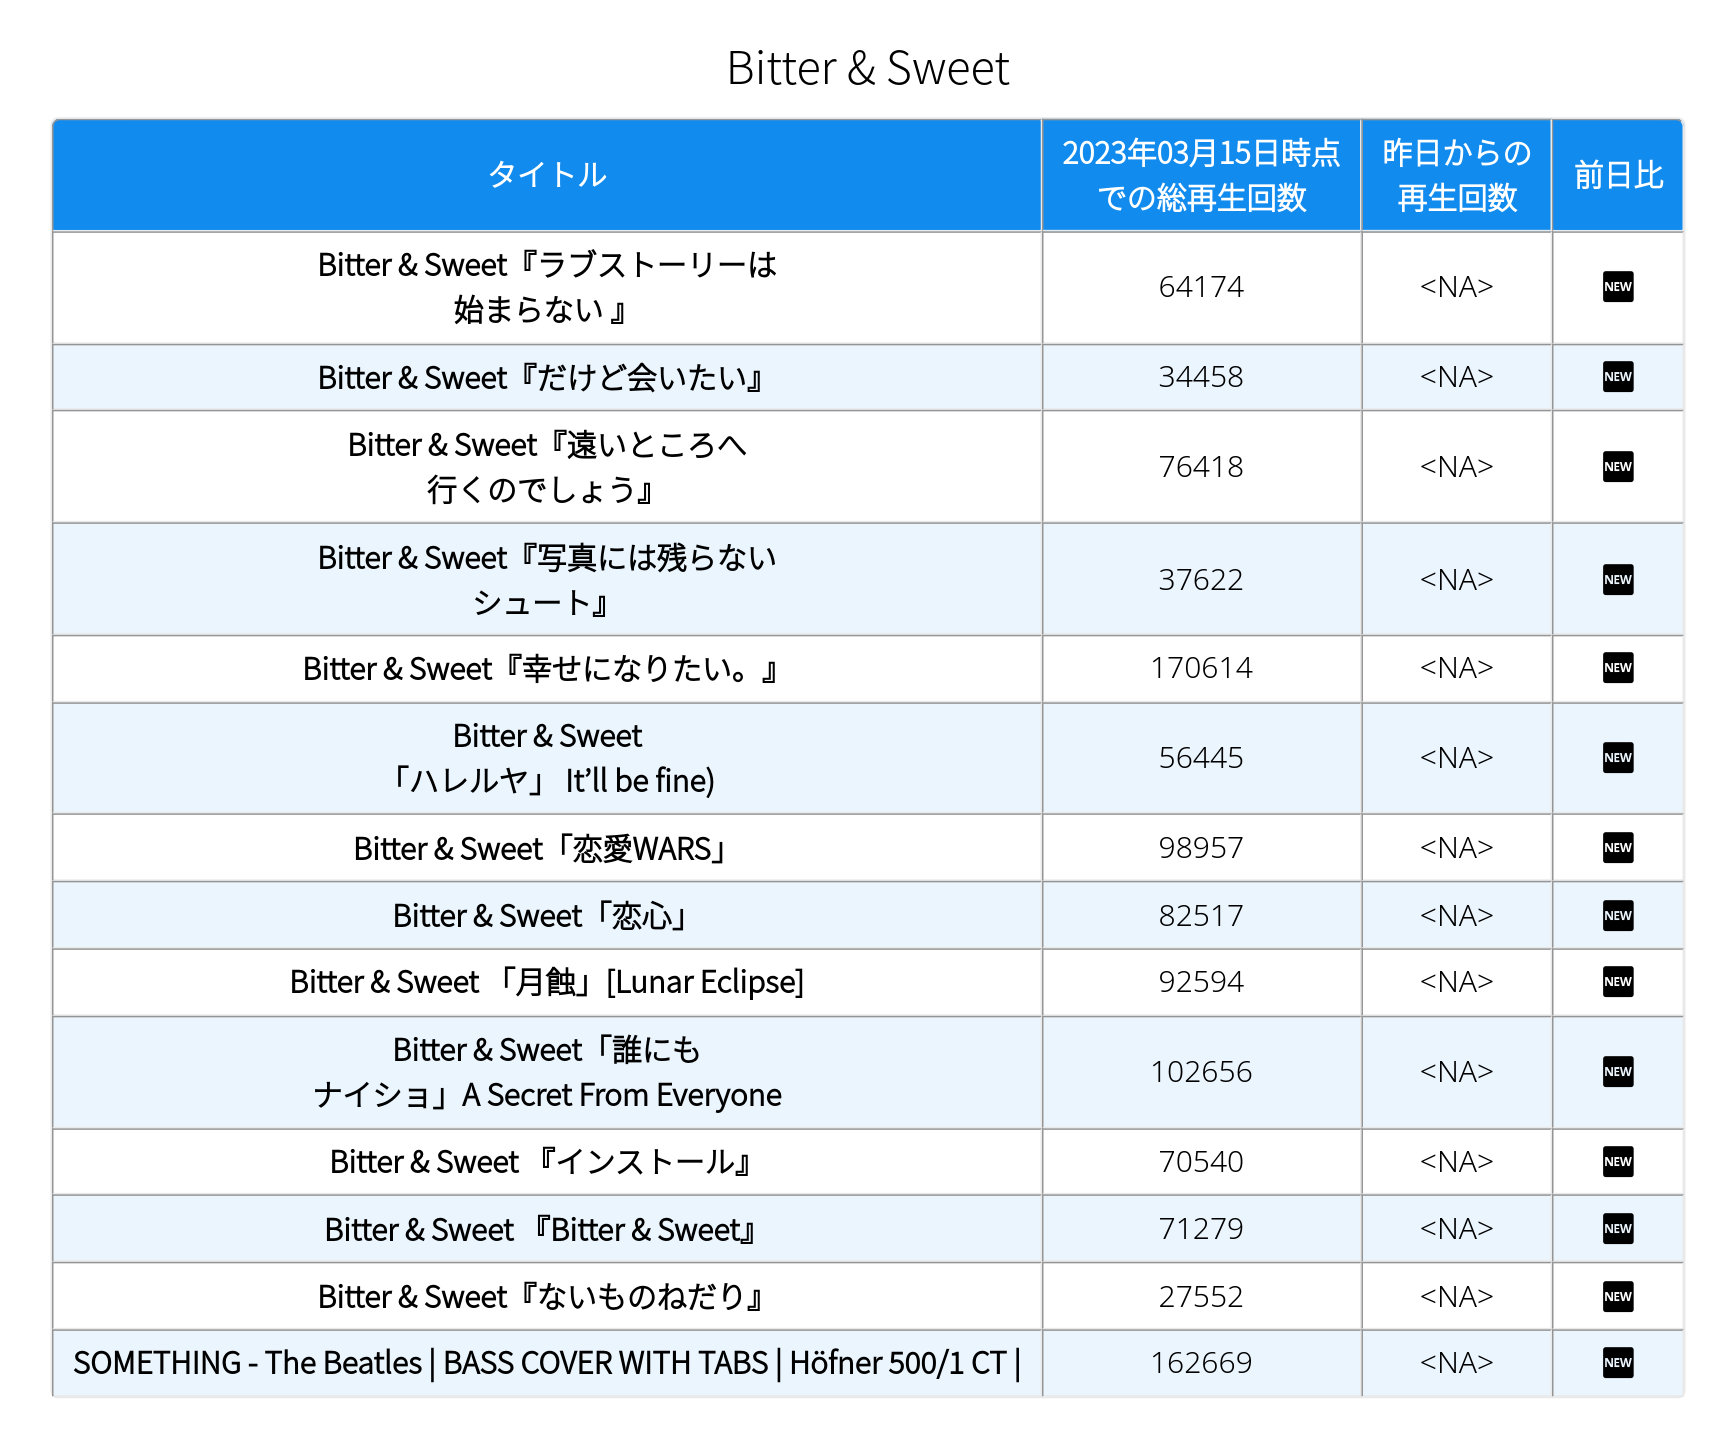 Bitter & Sweet
タイトル
2023年03月15日時点
での総再生回数
昨日からの
再生回数
前日比
Bitter & Sweet『ラブストーリーは
始まらない 』
64174
<NA>
NEW
Bitter & Sweet『だけど会いたい』
34458
<NA>
NEW
Bitter & Sweet『遠いところへ
行くのでしょう』
76418
<NA>
NEW
Bitter & Sweet『写真には残らない
シュート』
37622
<NA>
NEW
Bitter & Sweet『幸せになりたい。』
170614
<NA>
NEW
Bitter & Sweet
「ハレルヤ」 It’ll be fine)
56445
<NA>
NEW
Bitter & Sweet「恋愛WARS」
98957
<NA>
NEW
Bitter & Sweet「恋心」
82517
<NA>
NEW
Bitter & Sweet 「月蝕」[Lunar Eclipse]
92594
<NA>
NEW
Bitter & Sweet「誰にも
ナイショ」A Secret From Everyone
102656
<NA>
NEW
Bitter & Sweet 『インストール』
70540
<NA>
NEW
Bitter & Sweet 『Bitter & Sweet』
71279
<NA>
NEW
Bitter & Sweet『ないものねだり』
27552
<NA>
NEW
SOMETHING - The Beatles | BASS COVER WITH TABS | Höfner 500/1 CT |
162669
<NA>
NEW